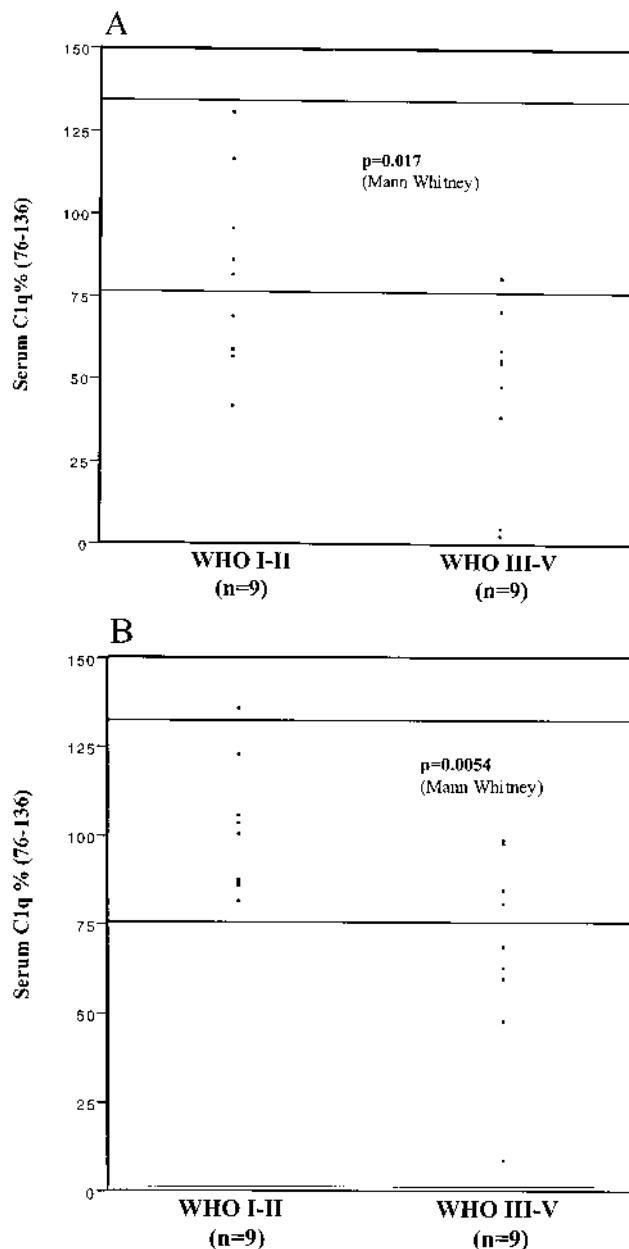 A
150
125
100
75
50
25
0
Serum C1q% (76-136)
p=0.017
(Mann Whitney)
WHO I-II
(n=9)
WHO III-V
(n=9)
B
150
125
100
75
50
25
0
Serum C1q % (76-136)
p=0.0054
(Mann Whitney)
WHO I-II
(n=9)
WHO III-V
(n=9)